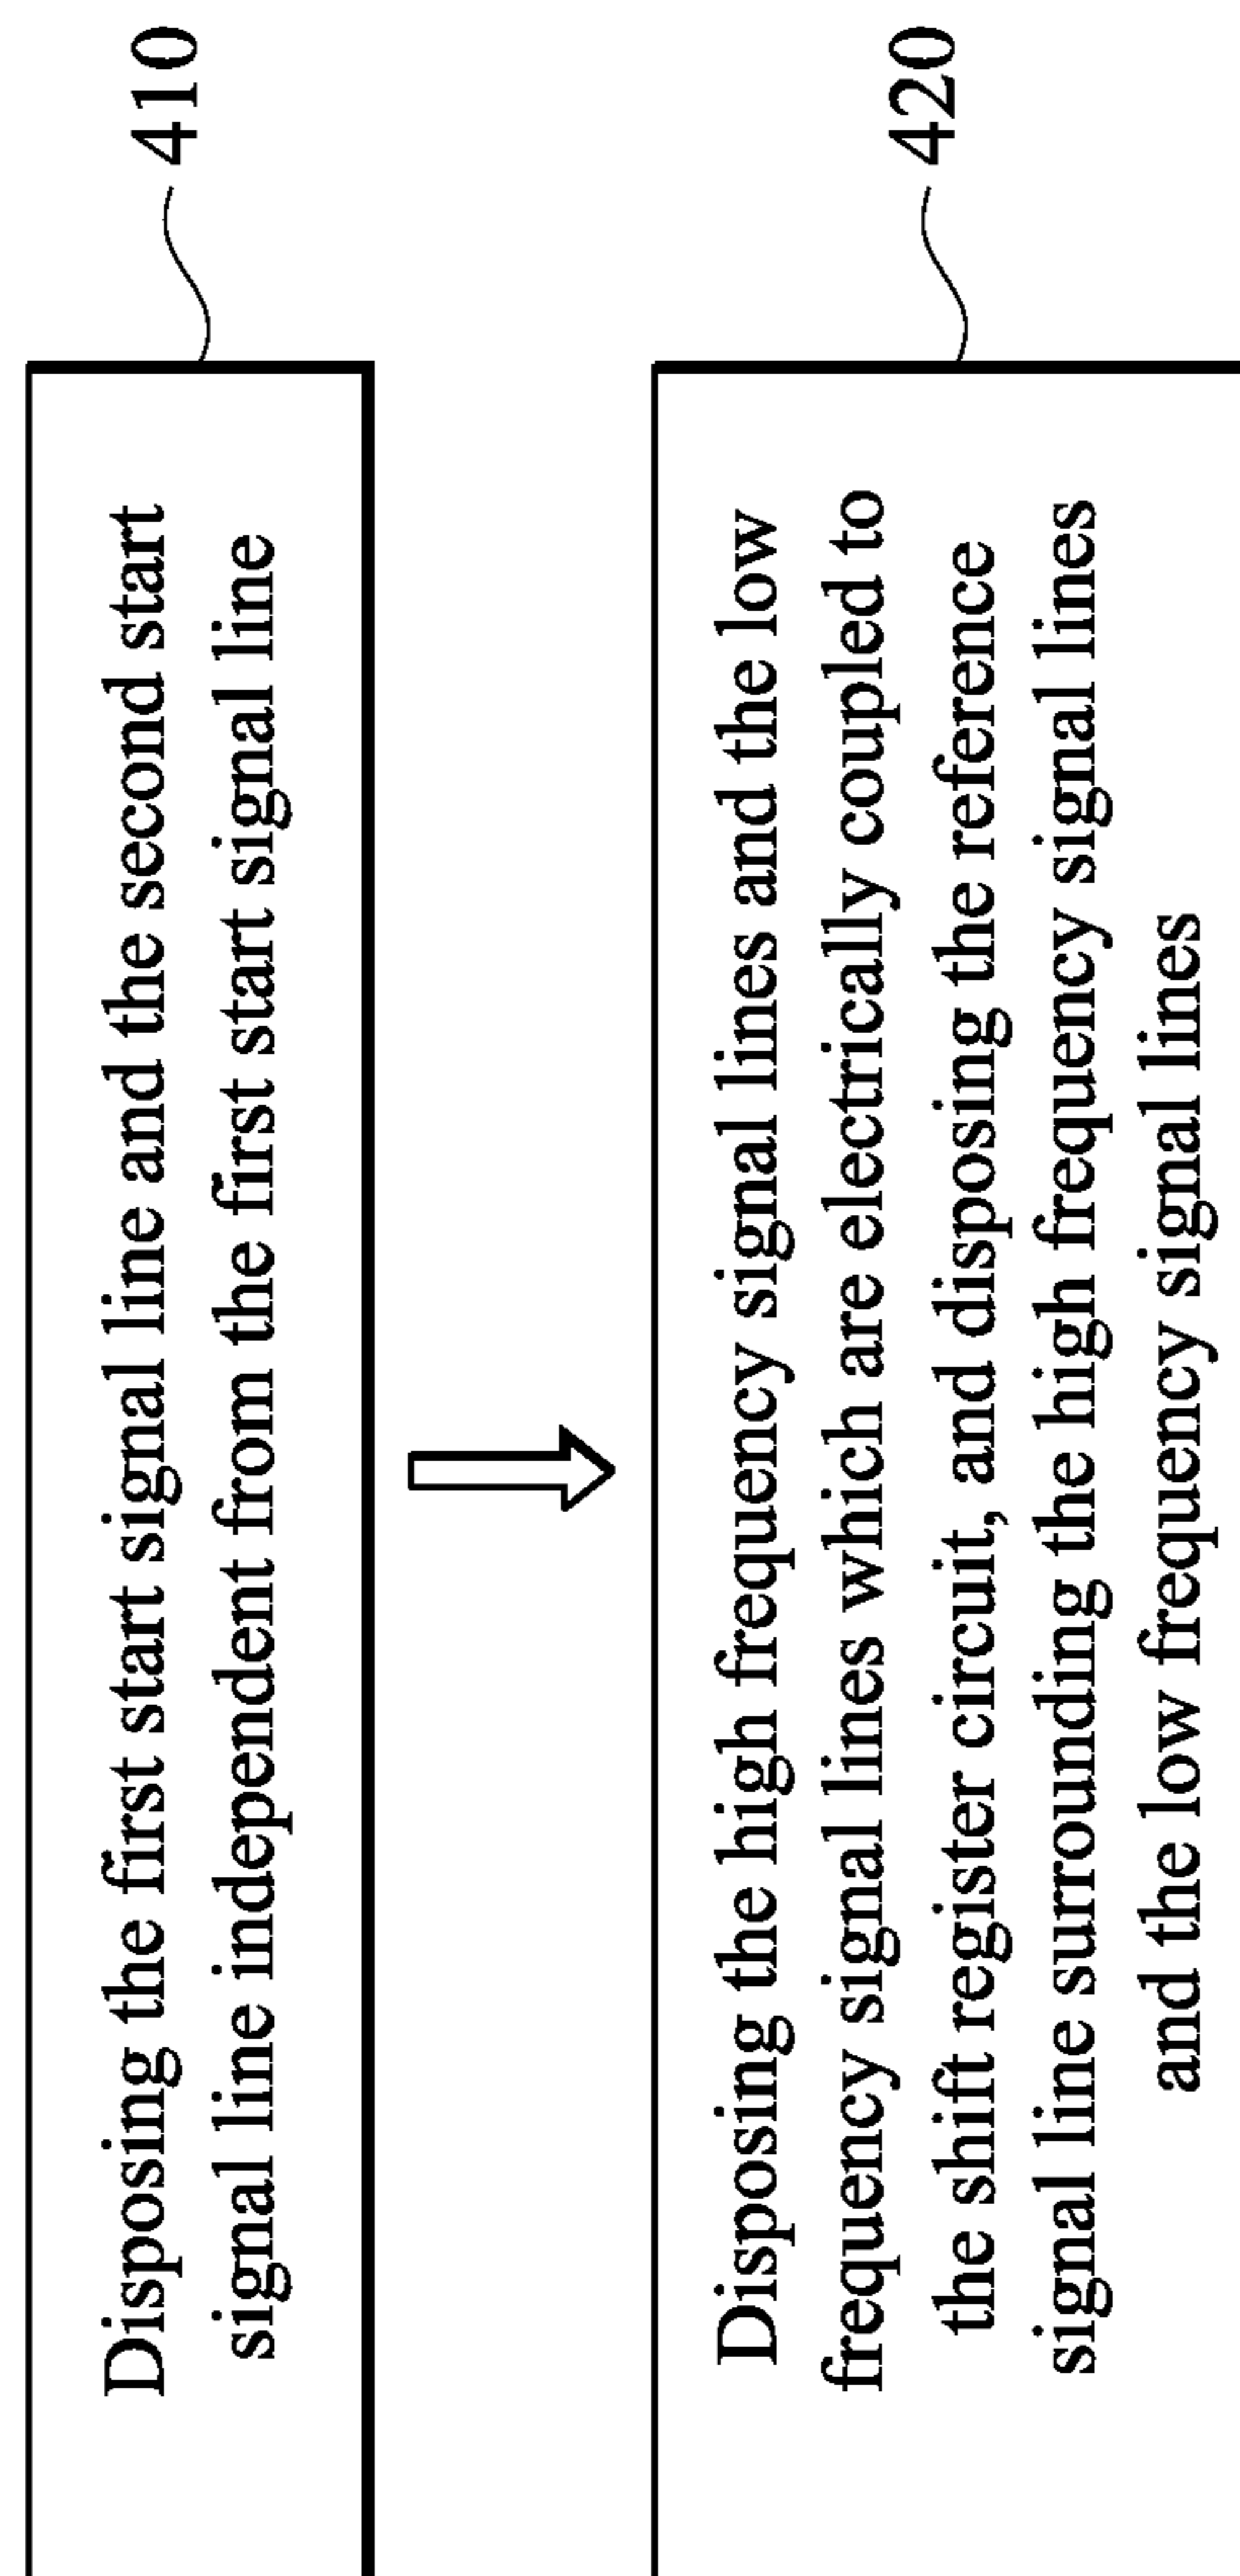 Disposing the first start signal line and the second start
signal line independent from the first start signal line
410
Disposing the high frequency signal lines and the low
frequency signal lines which are electrically coupled to
the shift register circuit, and disposing the reference
signal line surrounding the high frequency signal lines
and the low frequency signal lines
420